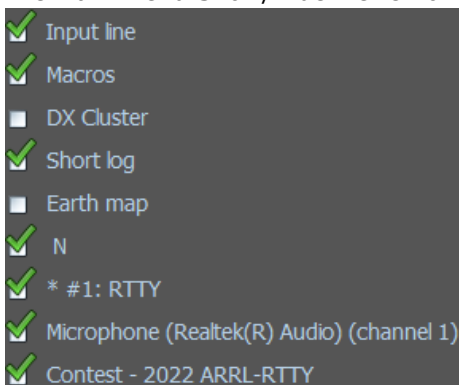 Input line
Macros
DX Cluster
Short log
Earth map
N
* #1: RTTY
Microphone (Realtek(R) Audio) (channel 1)
Contest - 2022 ARRL-RTTY